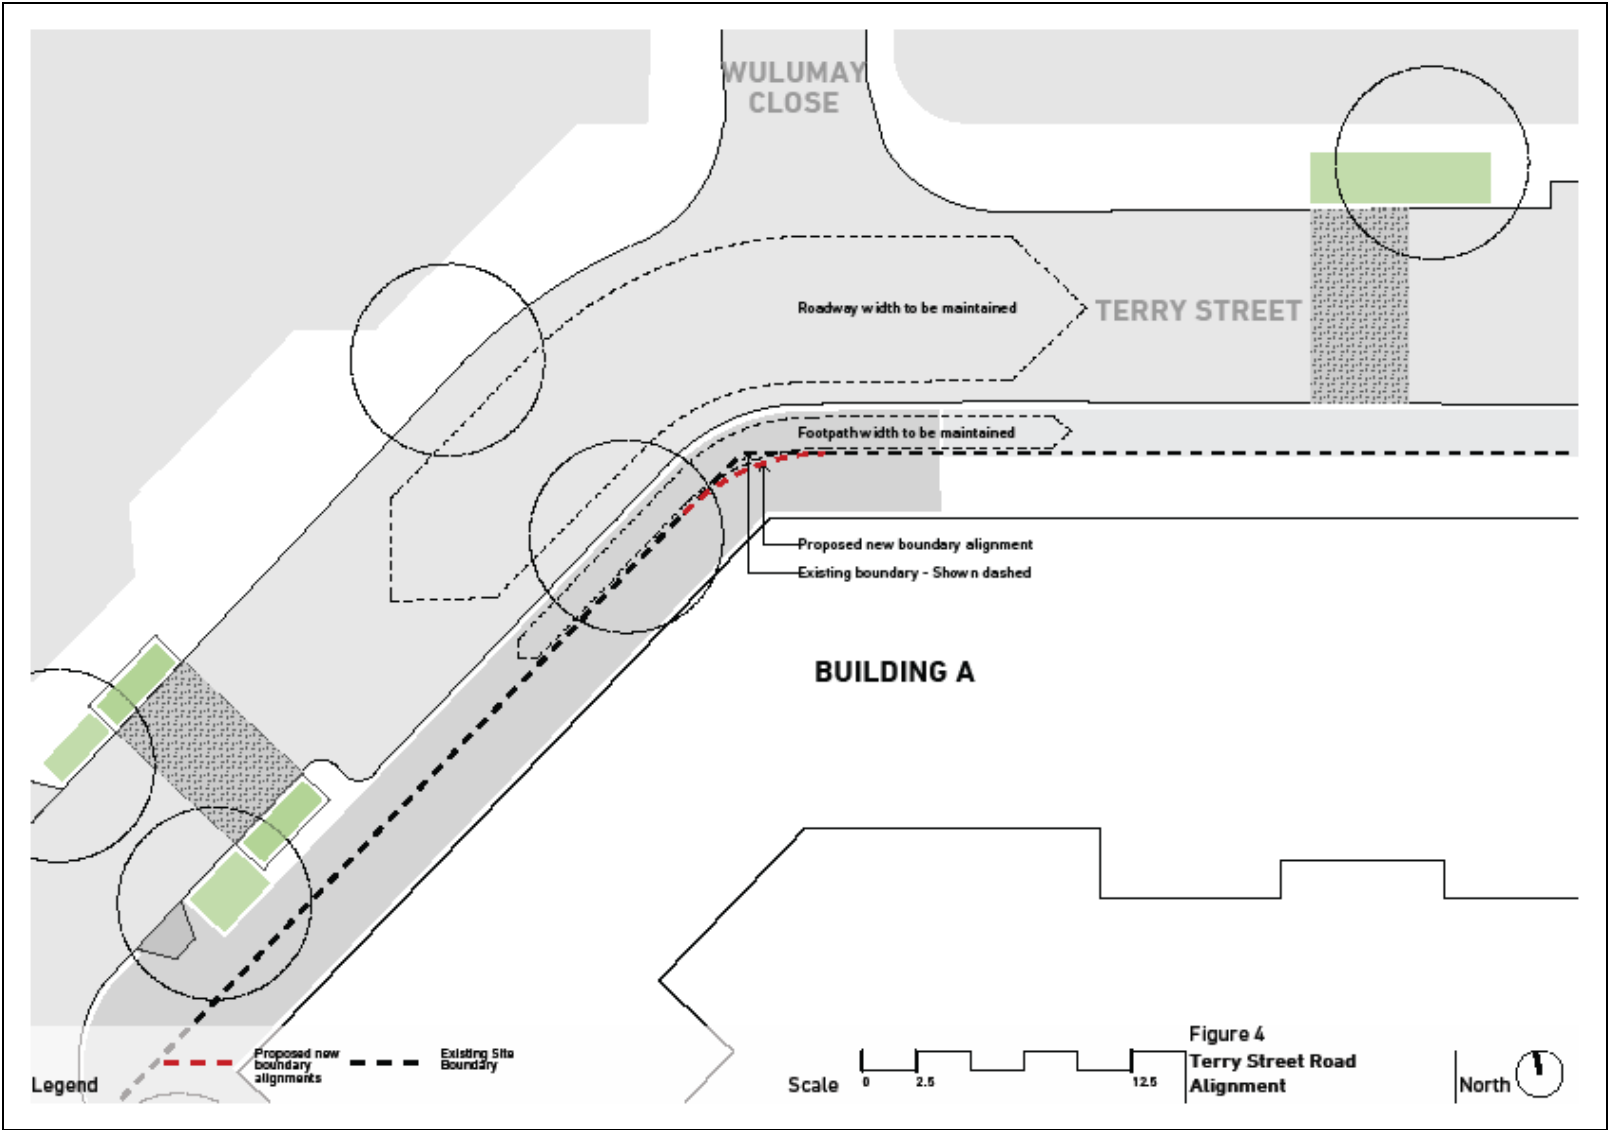 WULUMAY
CLOSE
Roadway width to be maintained
TERRY STREET
Footpath width to be maintained
Proposed new boundary alignment
Existing boundary - Shown dashed
BUILDING A
Legend
Proposed new
boundary
alignments
Existing Site
Boundary
Scale
0
2.5
12.5
Figure 4
Terry Street Road
Alignment
North